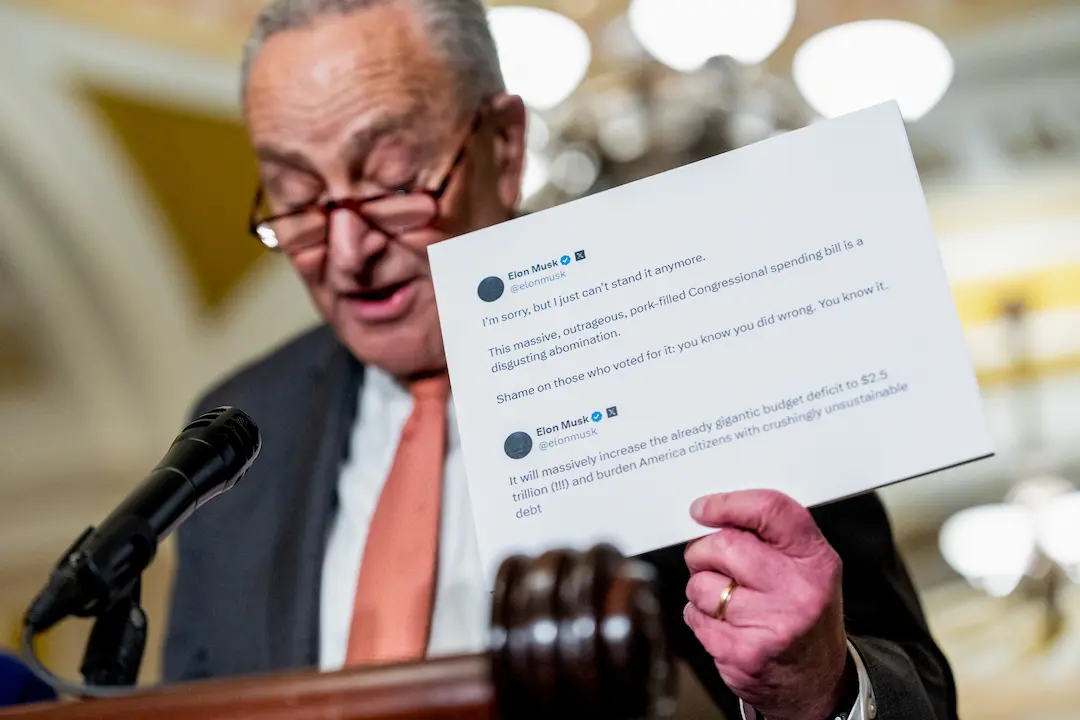 Elon Musk
@elonmusk
I'm sorry, but I just can't stand it anymore.
This massive, outrageous, pork-filled Congressional spending bill is a
disgusting abomination.
Shame on those who voted for it: you know you did wrong. You know it.
Elon Musk
@elonmusk
It will massively increase the already gigantic budget deficit to $2.5
trillion (!!!) and burden America citizens with crushingly unsustainable
debt